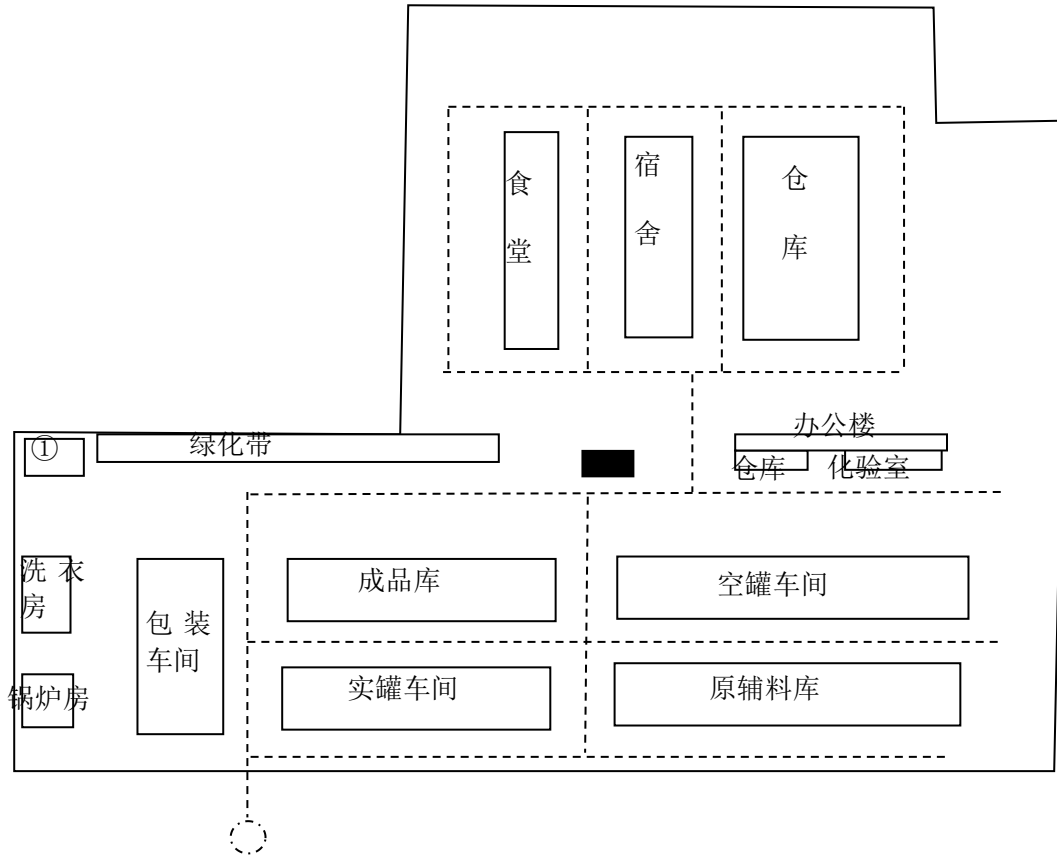 食
堂
宿
舍
仓
库
办公楼
①
绿化带
仓库
化验室
洗 衣
房
包 装
车间
成品库
空罐车间
锅炉房
实罐车间
原辅料库